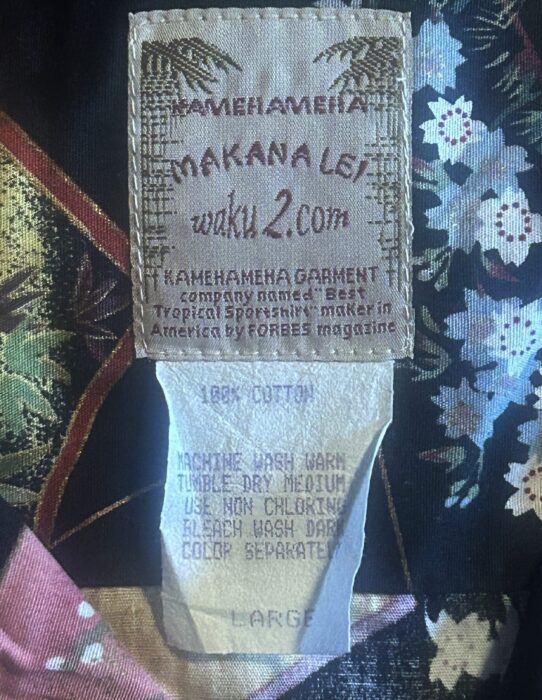 KAMEHAMEHA
MAKANA LEI
waku2.com
KAMEHAMEHA GARMENT
company named "Best
Tropical Sporeshirt" maker in
America by FORBES magazine
100% COTTON
MACHINE WASH WARM
TUMBLE DRY MEDIUM
USE NON CHLORINE
BLEACH WASH DARK
COLOR SEPARATELY
LARGE